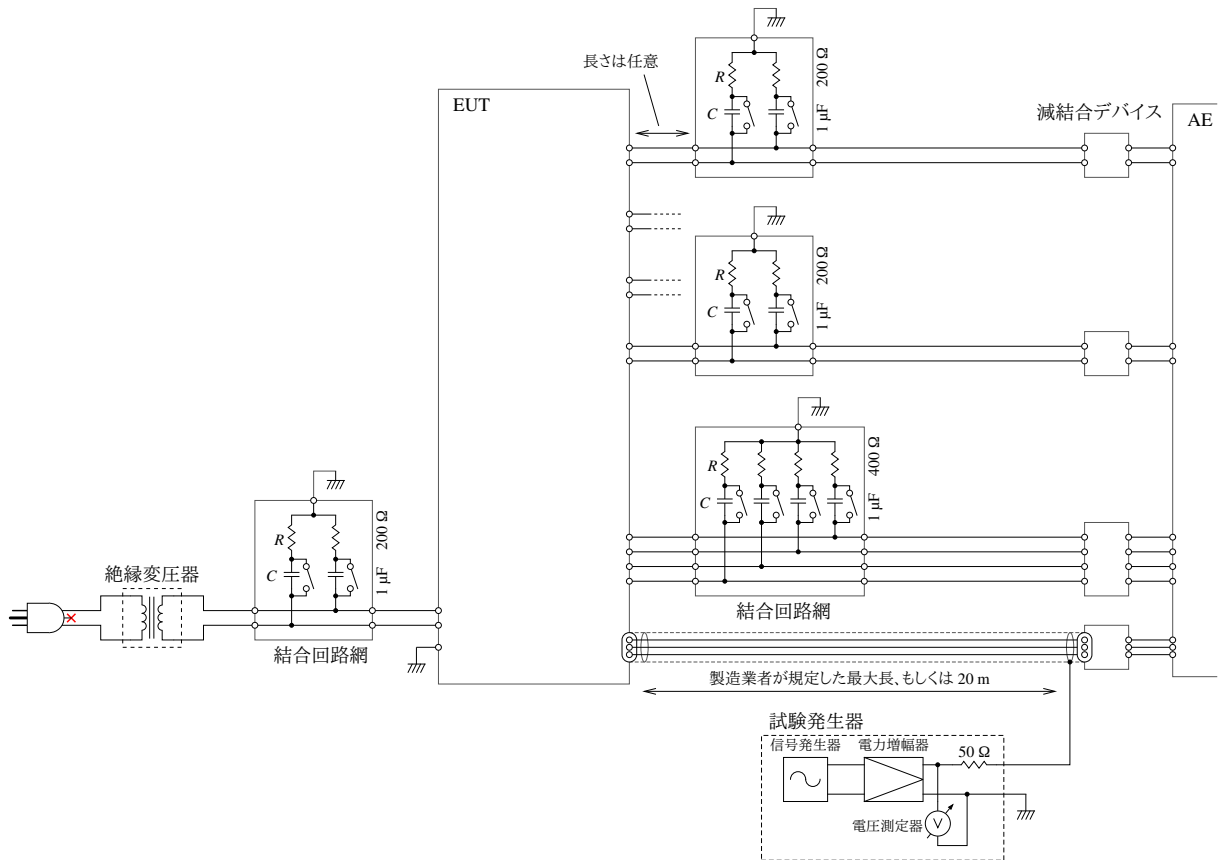 長さは任意
R
C
1 µF 200 Ω
EUT
減結合デバイス
AE
R
C
1 µF 200 Ω
R
C
1 µF 400 Ω
結合回路網
絶縁変圧器
R
C
1 µF 200 Ω
結合回路網
製造業者が規定した最大長、もしくは 20 m
試験発生器
信号発生器
電力増幅器
50 Ω
電圧測定器
V